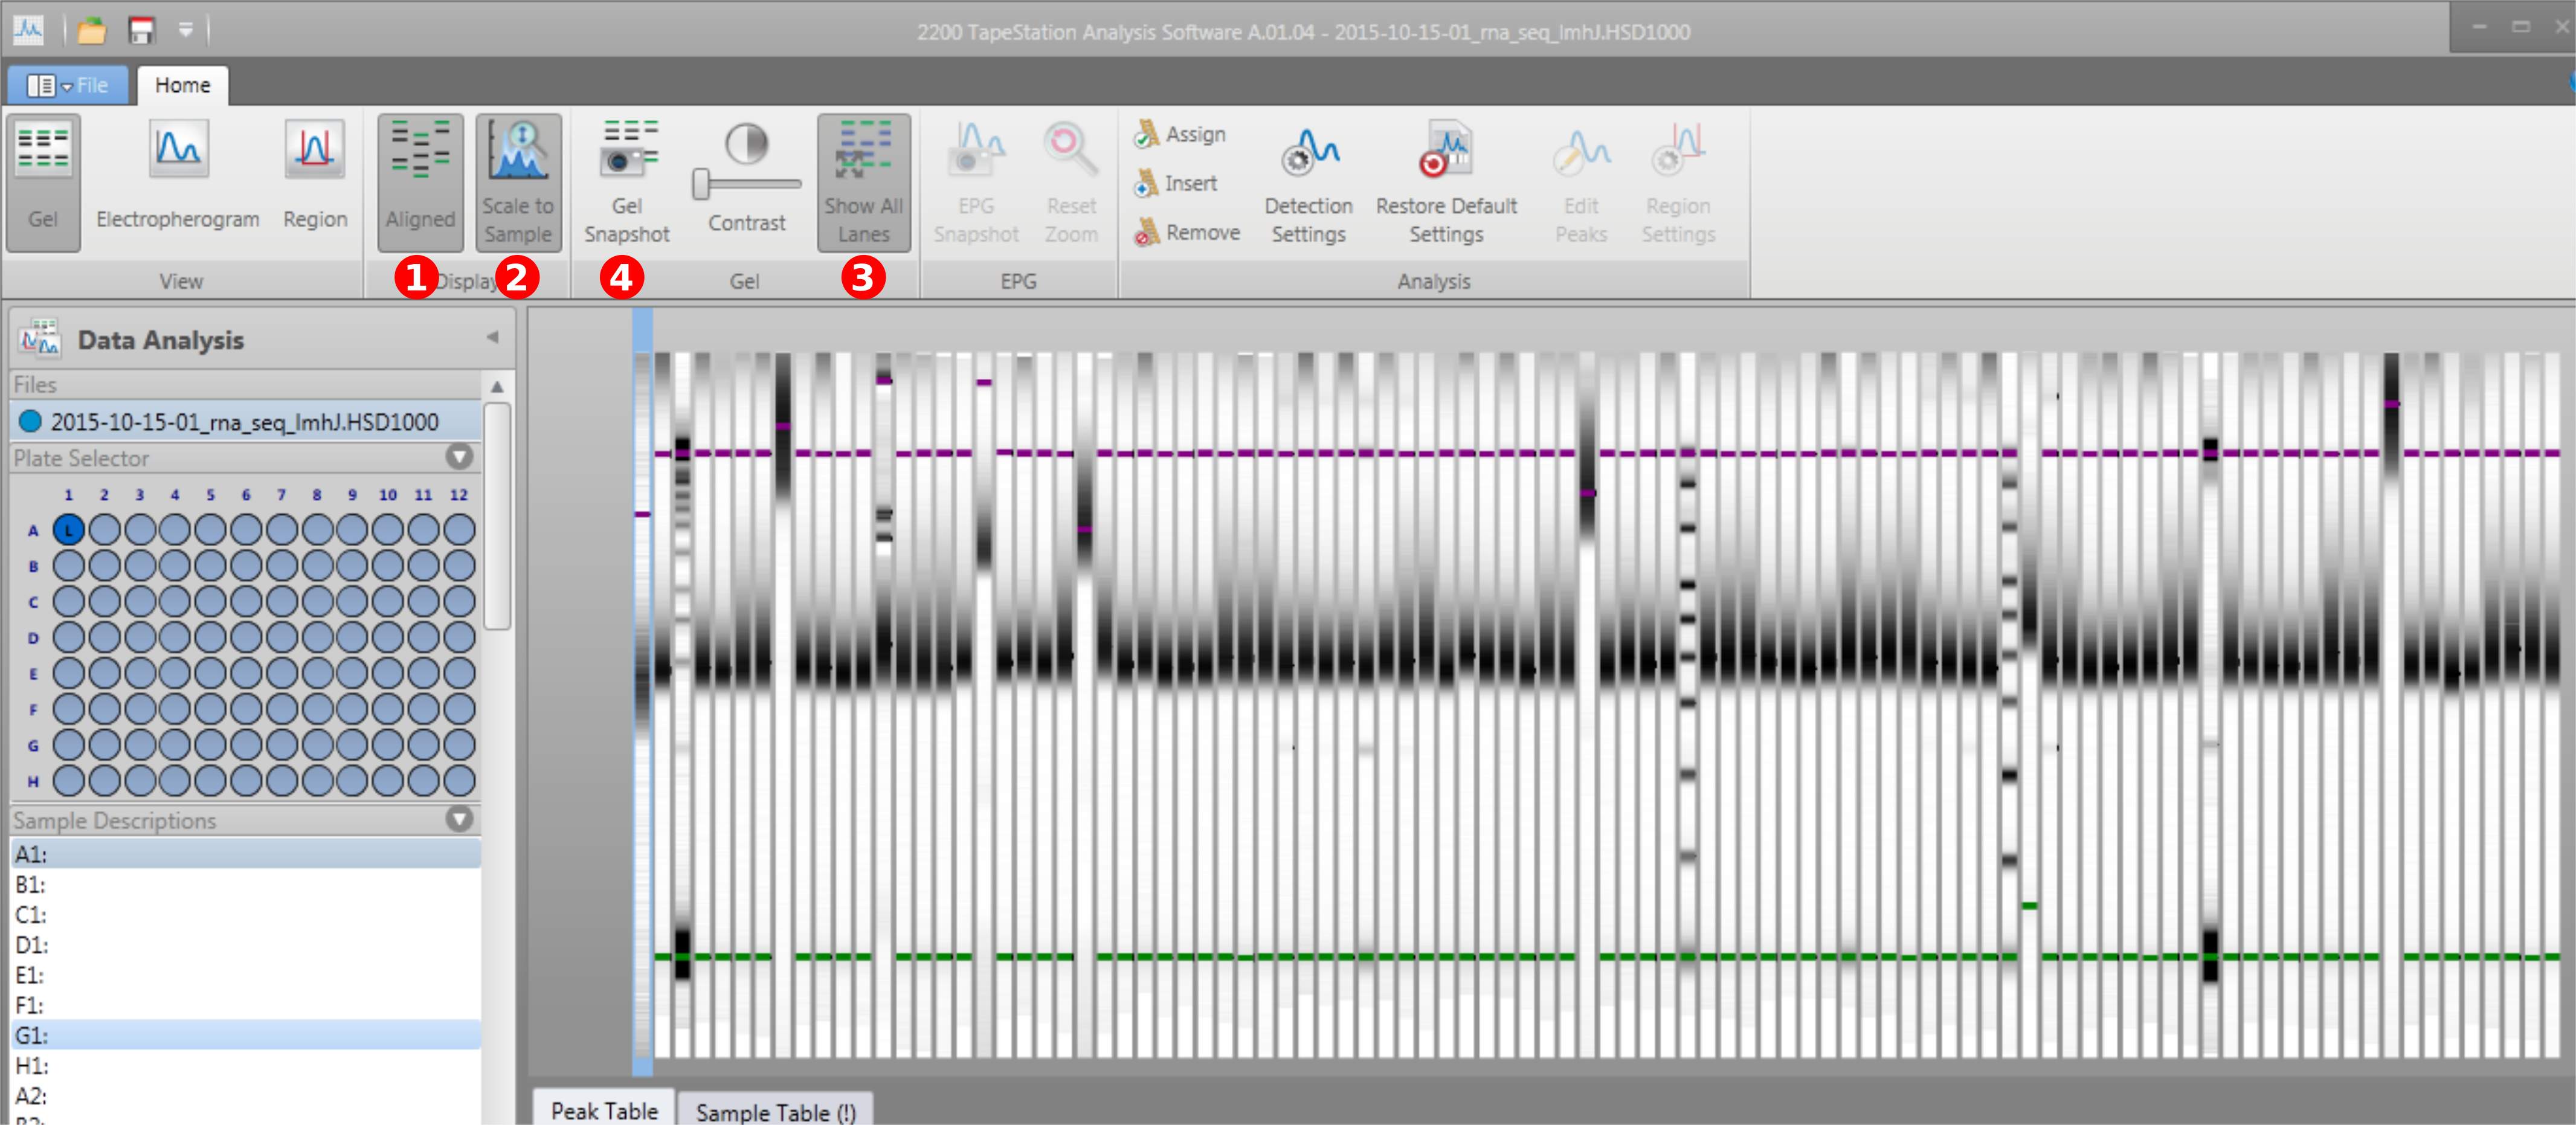 2200 TapeStation Analysis Software A.01.04 - 2015-10-15-01_rna_seq_lmhJ.HSD1000
File Home
Gel Electropherogram Region
View
Aligned Scale to Sample
1 Display 2
Gel Snapshot Contrast Show All Lanes
4 Gel 3
EPG Snapshot Reset Zoom
EPG
Assign
Insert
Remove
Detection Settings Restore Default Settings Edit Peaks Region Settings
Analysis
Data Analysis
Files
2015-10-15-01_rna_seq_lmhJ.HSD1000
Plate Selector
1 2 3 4 5 6 7 8 9 10 11 12
A L
B
C
D
E
F
G
H
Sample Descriptions
A1:
B1:
C1:
D1:
E1:
F1:
G1:
H1:
A2:
B2:
Peak Table Sample Table (!)